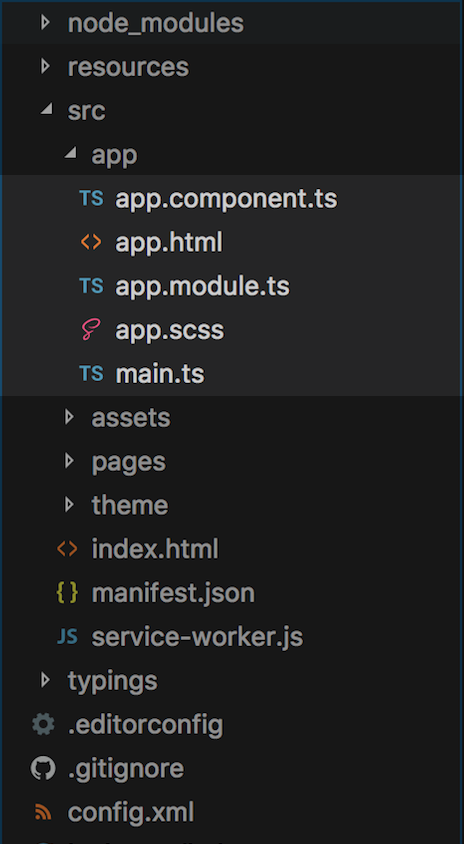 node_modules
resources
src
app
TS app.component.ts
<> app.html
TS app.module.ts
app.scss
TS main.ts
assets
pages
theme
<> index.html
{} manifest.json
JS service-worker.js
typings
.editorconfig
.gitignore
config.xml